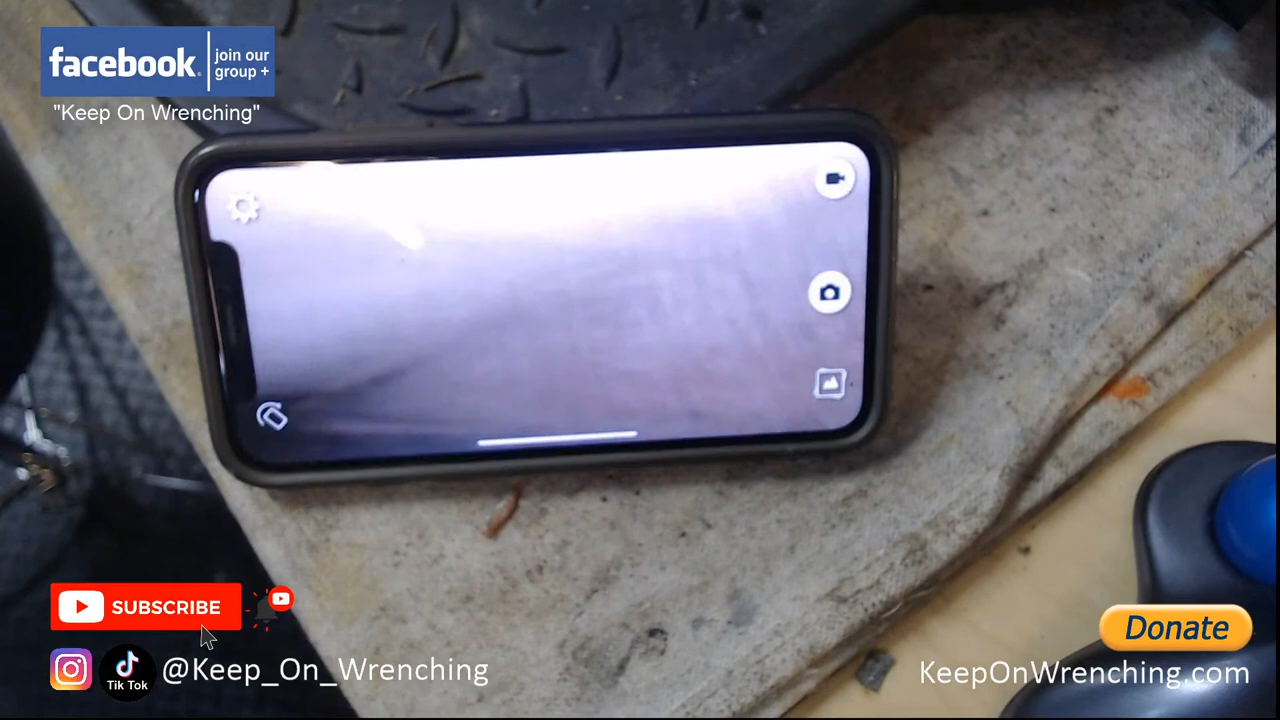 facebook. join our
group +
"Keep On Wrenching"
SUBSCRIBE
Tik Tok @Keep_On_Wrenching
Donate
KeepOnWrenching.com